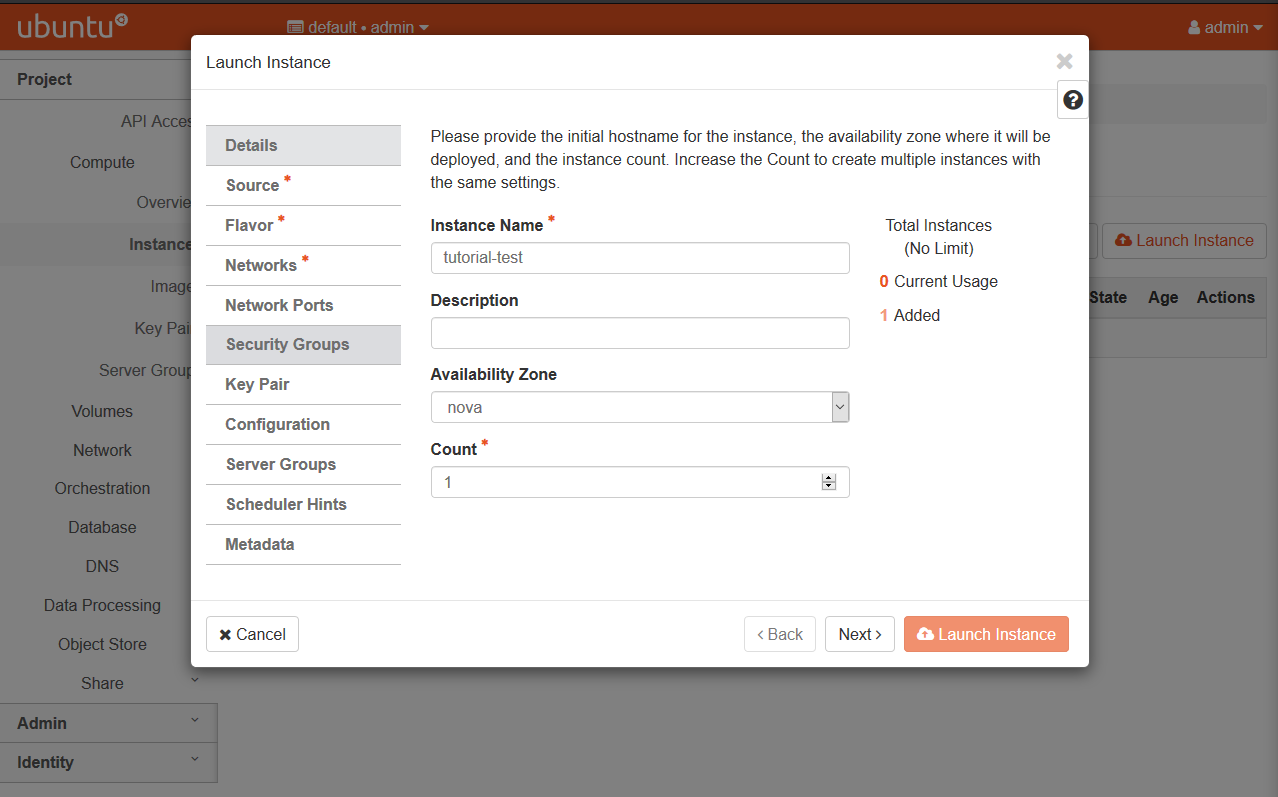 ubuntu
default • admin
admin
Project
API Acces
Compute
Overvie
Instance
Image
Key Pai
Server Group
Volumes
Network
Orchestration
Database
DNS
Data Processing
Object Store
Share
Admin
Identity
Launch Instance
State Age Actions
Launch Instance
Details
Source *
Flavor *
Networks *
Network Ports
Security Groups
Key Pair
Configuration
Server Groups
Scheduler Hints
Metadata
Please provide the initial hostname for the instance, the availability zone where it will be
deployed, and the instance count. Increase the Count to create multiple instances with
the same settings.
Instance Name *
tutorial-test
Description
Availability Zone
nova
Count *
1
Total Instances
(No Limit)
0 Current Usage
1 Added
Cancel
‹ Back
Next ›
Launch Instance